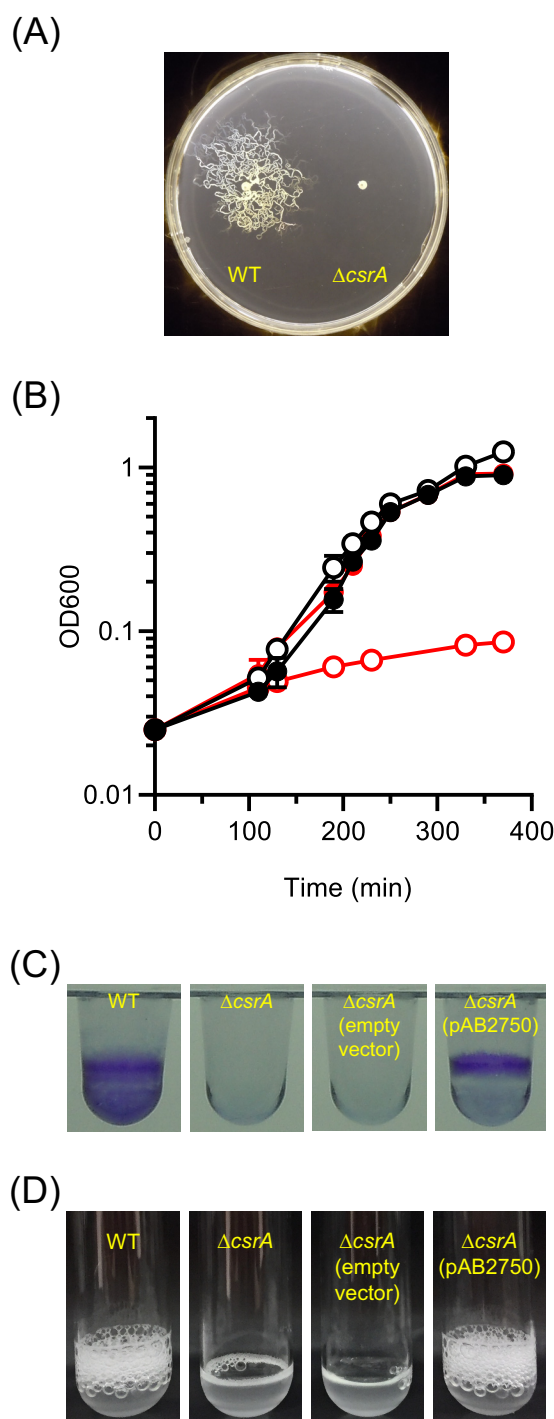 (A)
WT
ΔcsrA
(B)
1
0.1
0.01
OD600
0
100
200
300
400
Time (min)
(C)
WT
ΔcsrA
ΔcsrA
(empty
vector)
ΔcsrA
(pAB2750)
(D)
WT
ΔcsrA
ΔcsrA
(empty
vector)
ΔcsrA
(pAB2750)